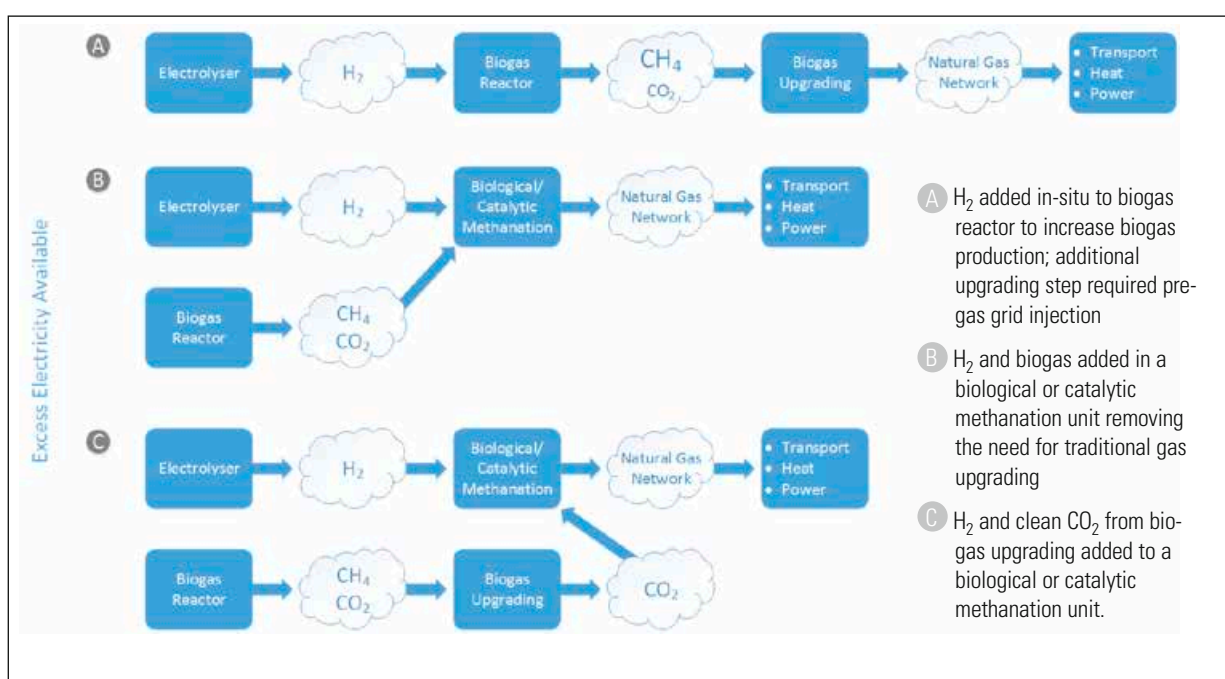 Excess Electricity Available
A
Electrolyser
H₂
Biogas
Reactor
CH₄
CO₂
Biogas
Upgrading
Natural Gas
Network
• Transport
• Heat
• Power
B
Electrolyser
H₂
Biological/
Catalytic
Methanation
Natural Gas
Network
• Transport
• Heat
• Power
Biogas
Reactor
CH₄
CO₂
C
Electrolyser
H₂
Biological/
Catalytic
Methanation
Natural Gas
Network
• Transport
• Heat
• Power
Biogas
Reactor
CH₄
CO₂
Biogas
Upgrading
CO₂
A H₂ added in-situ to biogas
reactor to increase biogas
production; additional
upgrading step required pre-
gas grid injection
B H₂ and biogas added in a
biological or catalytic
methanation unit removing
the need for traditional gas
upgrading
C H₂ and clean CO₂ from bio-
gas upgrading added to a
biological or catalytic
methanation unit.